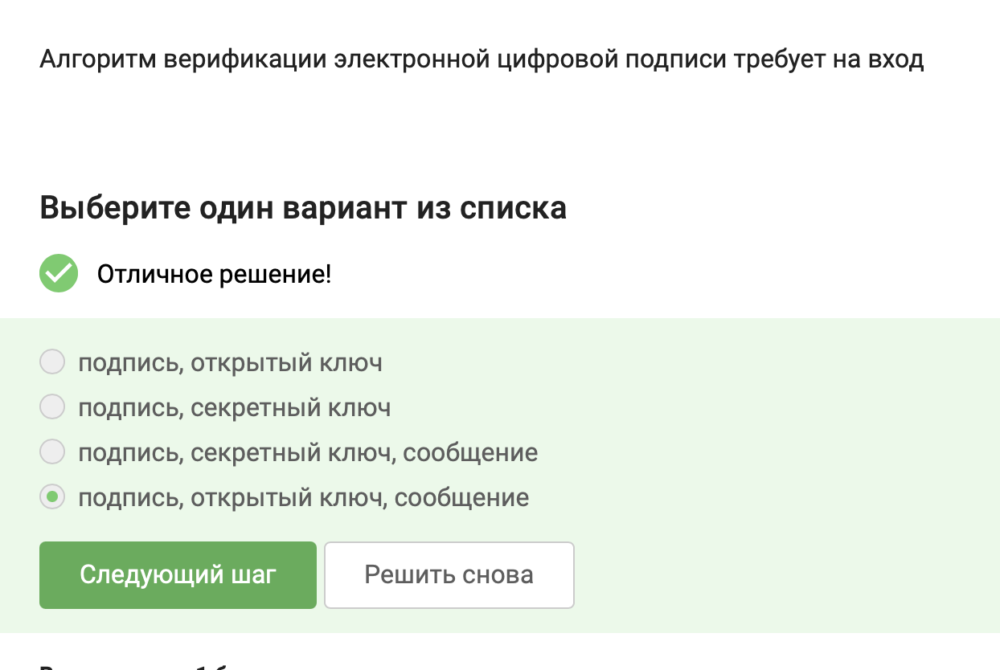 Алгоритм верификации электронной цифровой подписи требует на вход
Выберите один вариант из списка
Отличное решение!
подпись, открытый ключ
подпись, секретный ключ
подпись, секретный ключ, сообщение
подпись, открытый ключ, сообщение
Следующий шаг
Решить снова